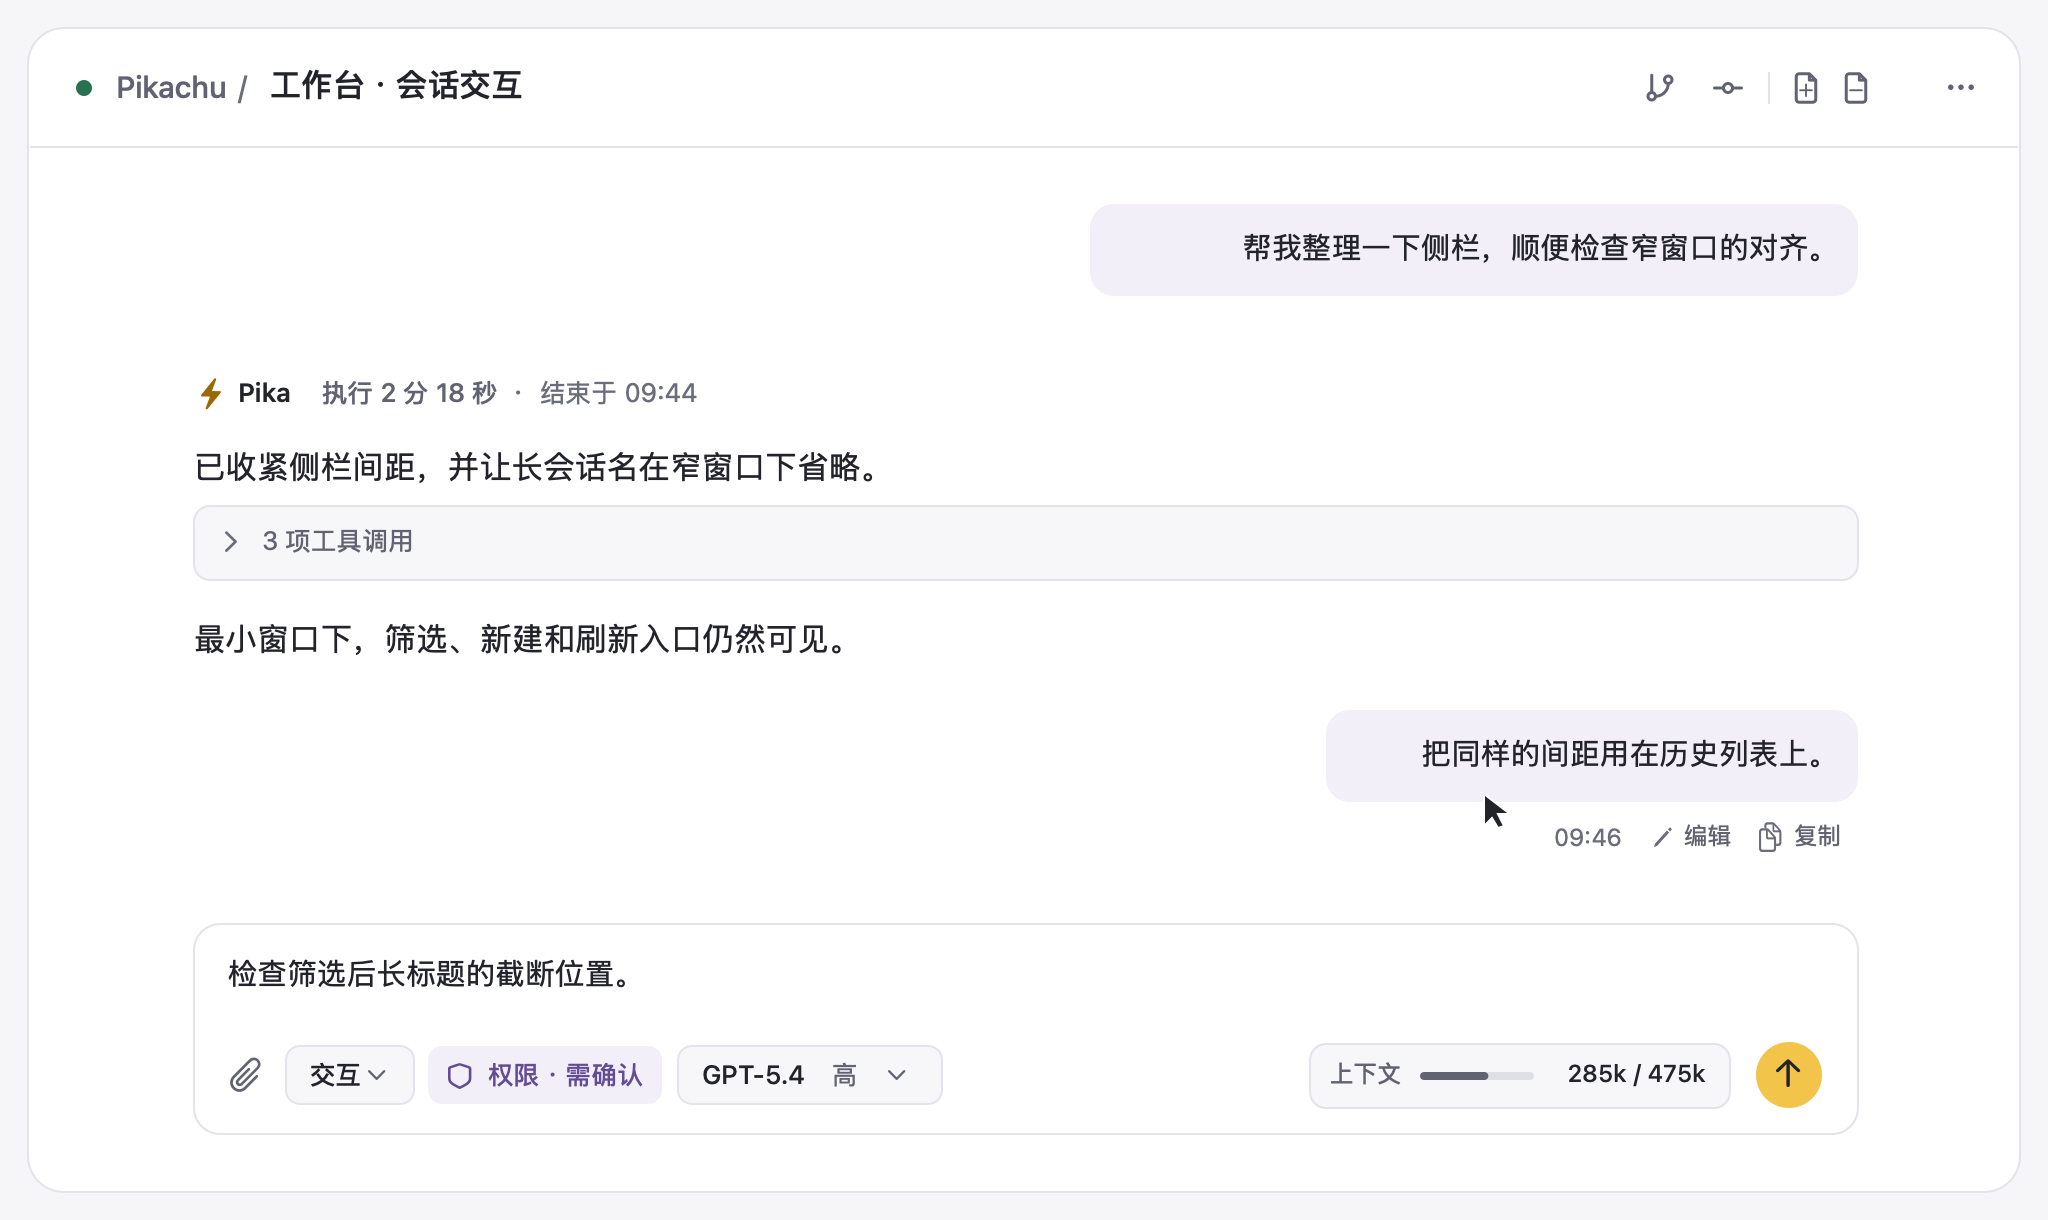 Pikachu / 工作台 · 会话交互
帮我整理一下侧栏，顺便检查窄窗口的对齐。
Pika 执行 2 分 18 秒 · 结束于 09:44
已收紧侧栏间距，并让长会话名在窄窗口下省略。
3 项工具调用
最小窗口下，筛选、新建和刷新入口仍然可见。
把同样的间距用在历史列表上。
09:46 编辑 复制
检查筛选后长标题的截断位置。
交互 权限 · 需确认 GPT-5.4 高 上下文 285k / 475k